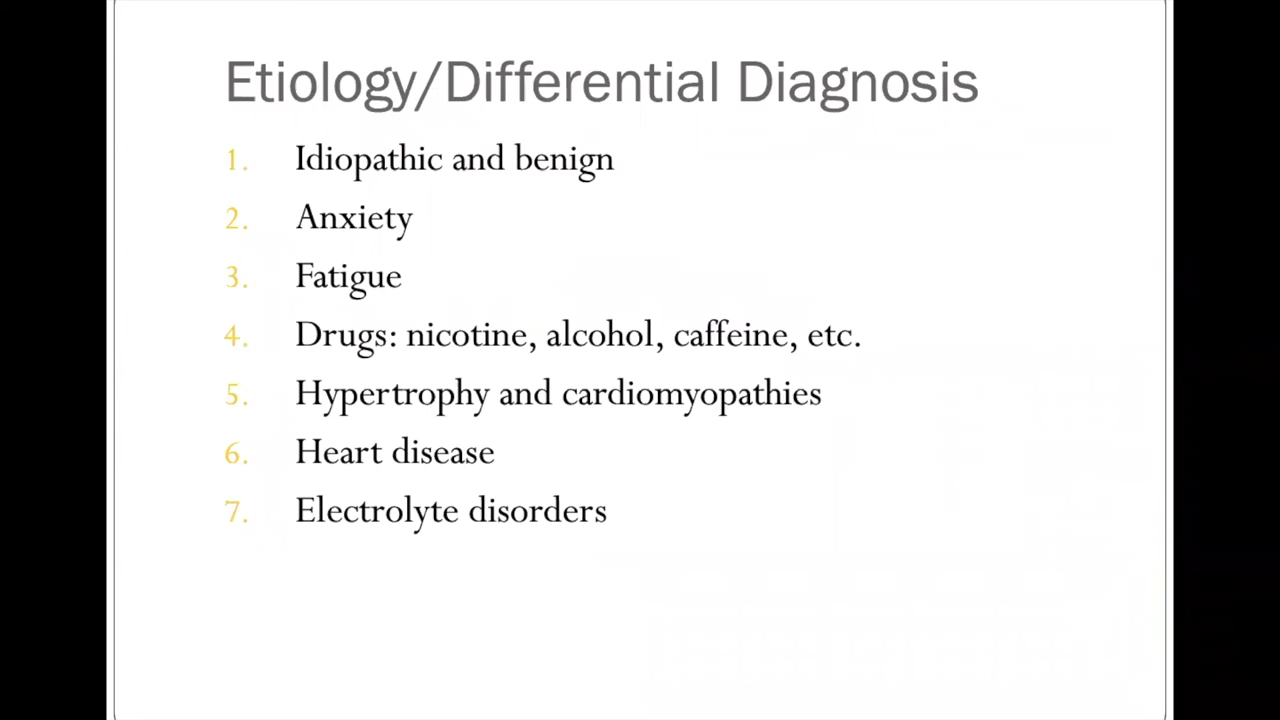 Etiology/Differential Diagnosis
1. Idiopathic and benign
2. Anxiety
3. Fatigue
4. Drugs: nicotine, alcohol, caffeine, etc.
5. Hypertrophy and cardiomyopathies
6. Heart disease
7. Electrolyte disorders